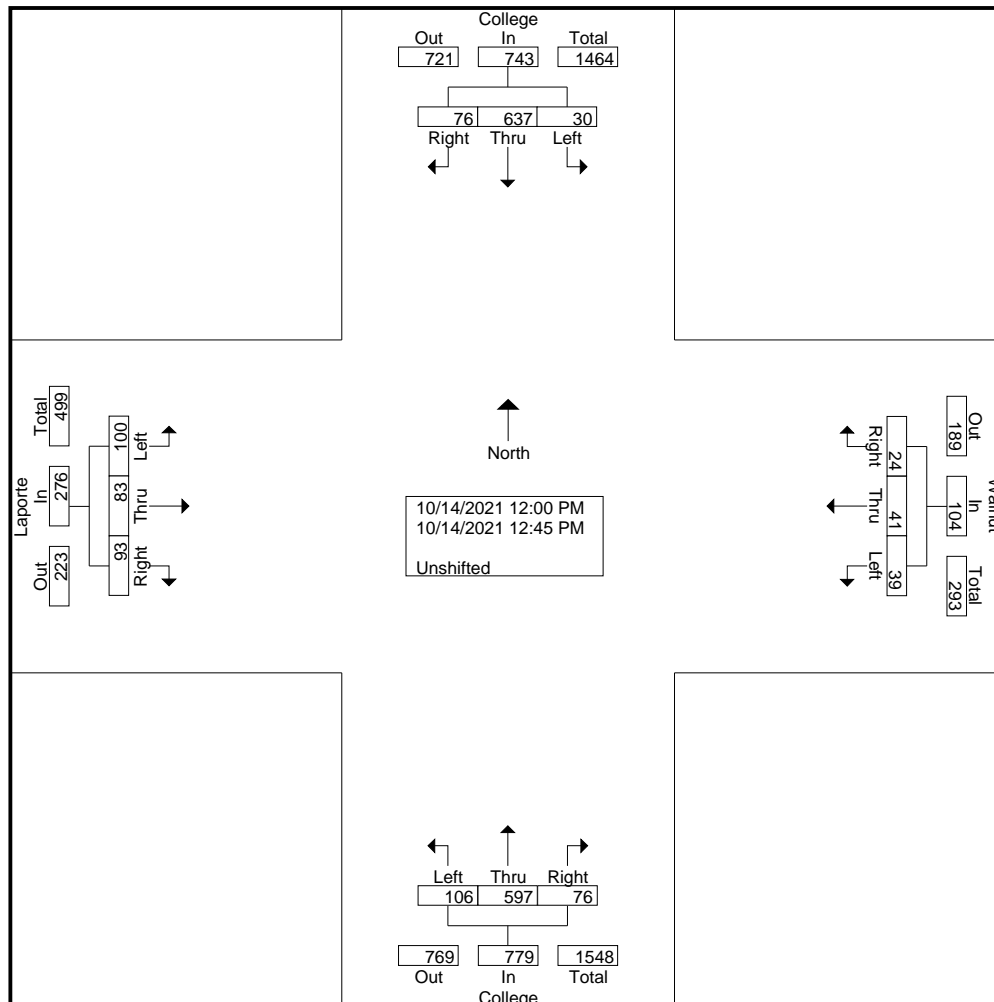 College
Out In Total
721 743 1464
76 637 30
Right Thru Left
Laporte
Total In Out
499 276 223
100 83 93
Left Thru Right
North
10/14/2021 12:00 PM
10/14/2021 12:45 PM
Unshifted
Right Thru Left
24 41 39
189 104 293
Out In Total
Walnut
Left Thru Right
106 597 76
769 779 1548
Out In Total
College